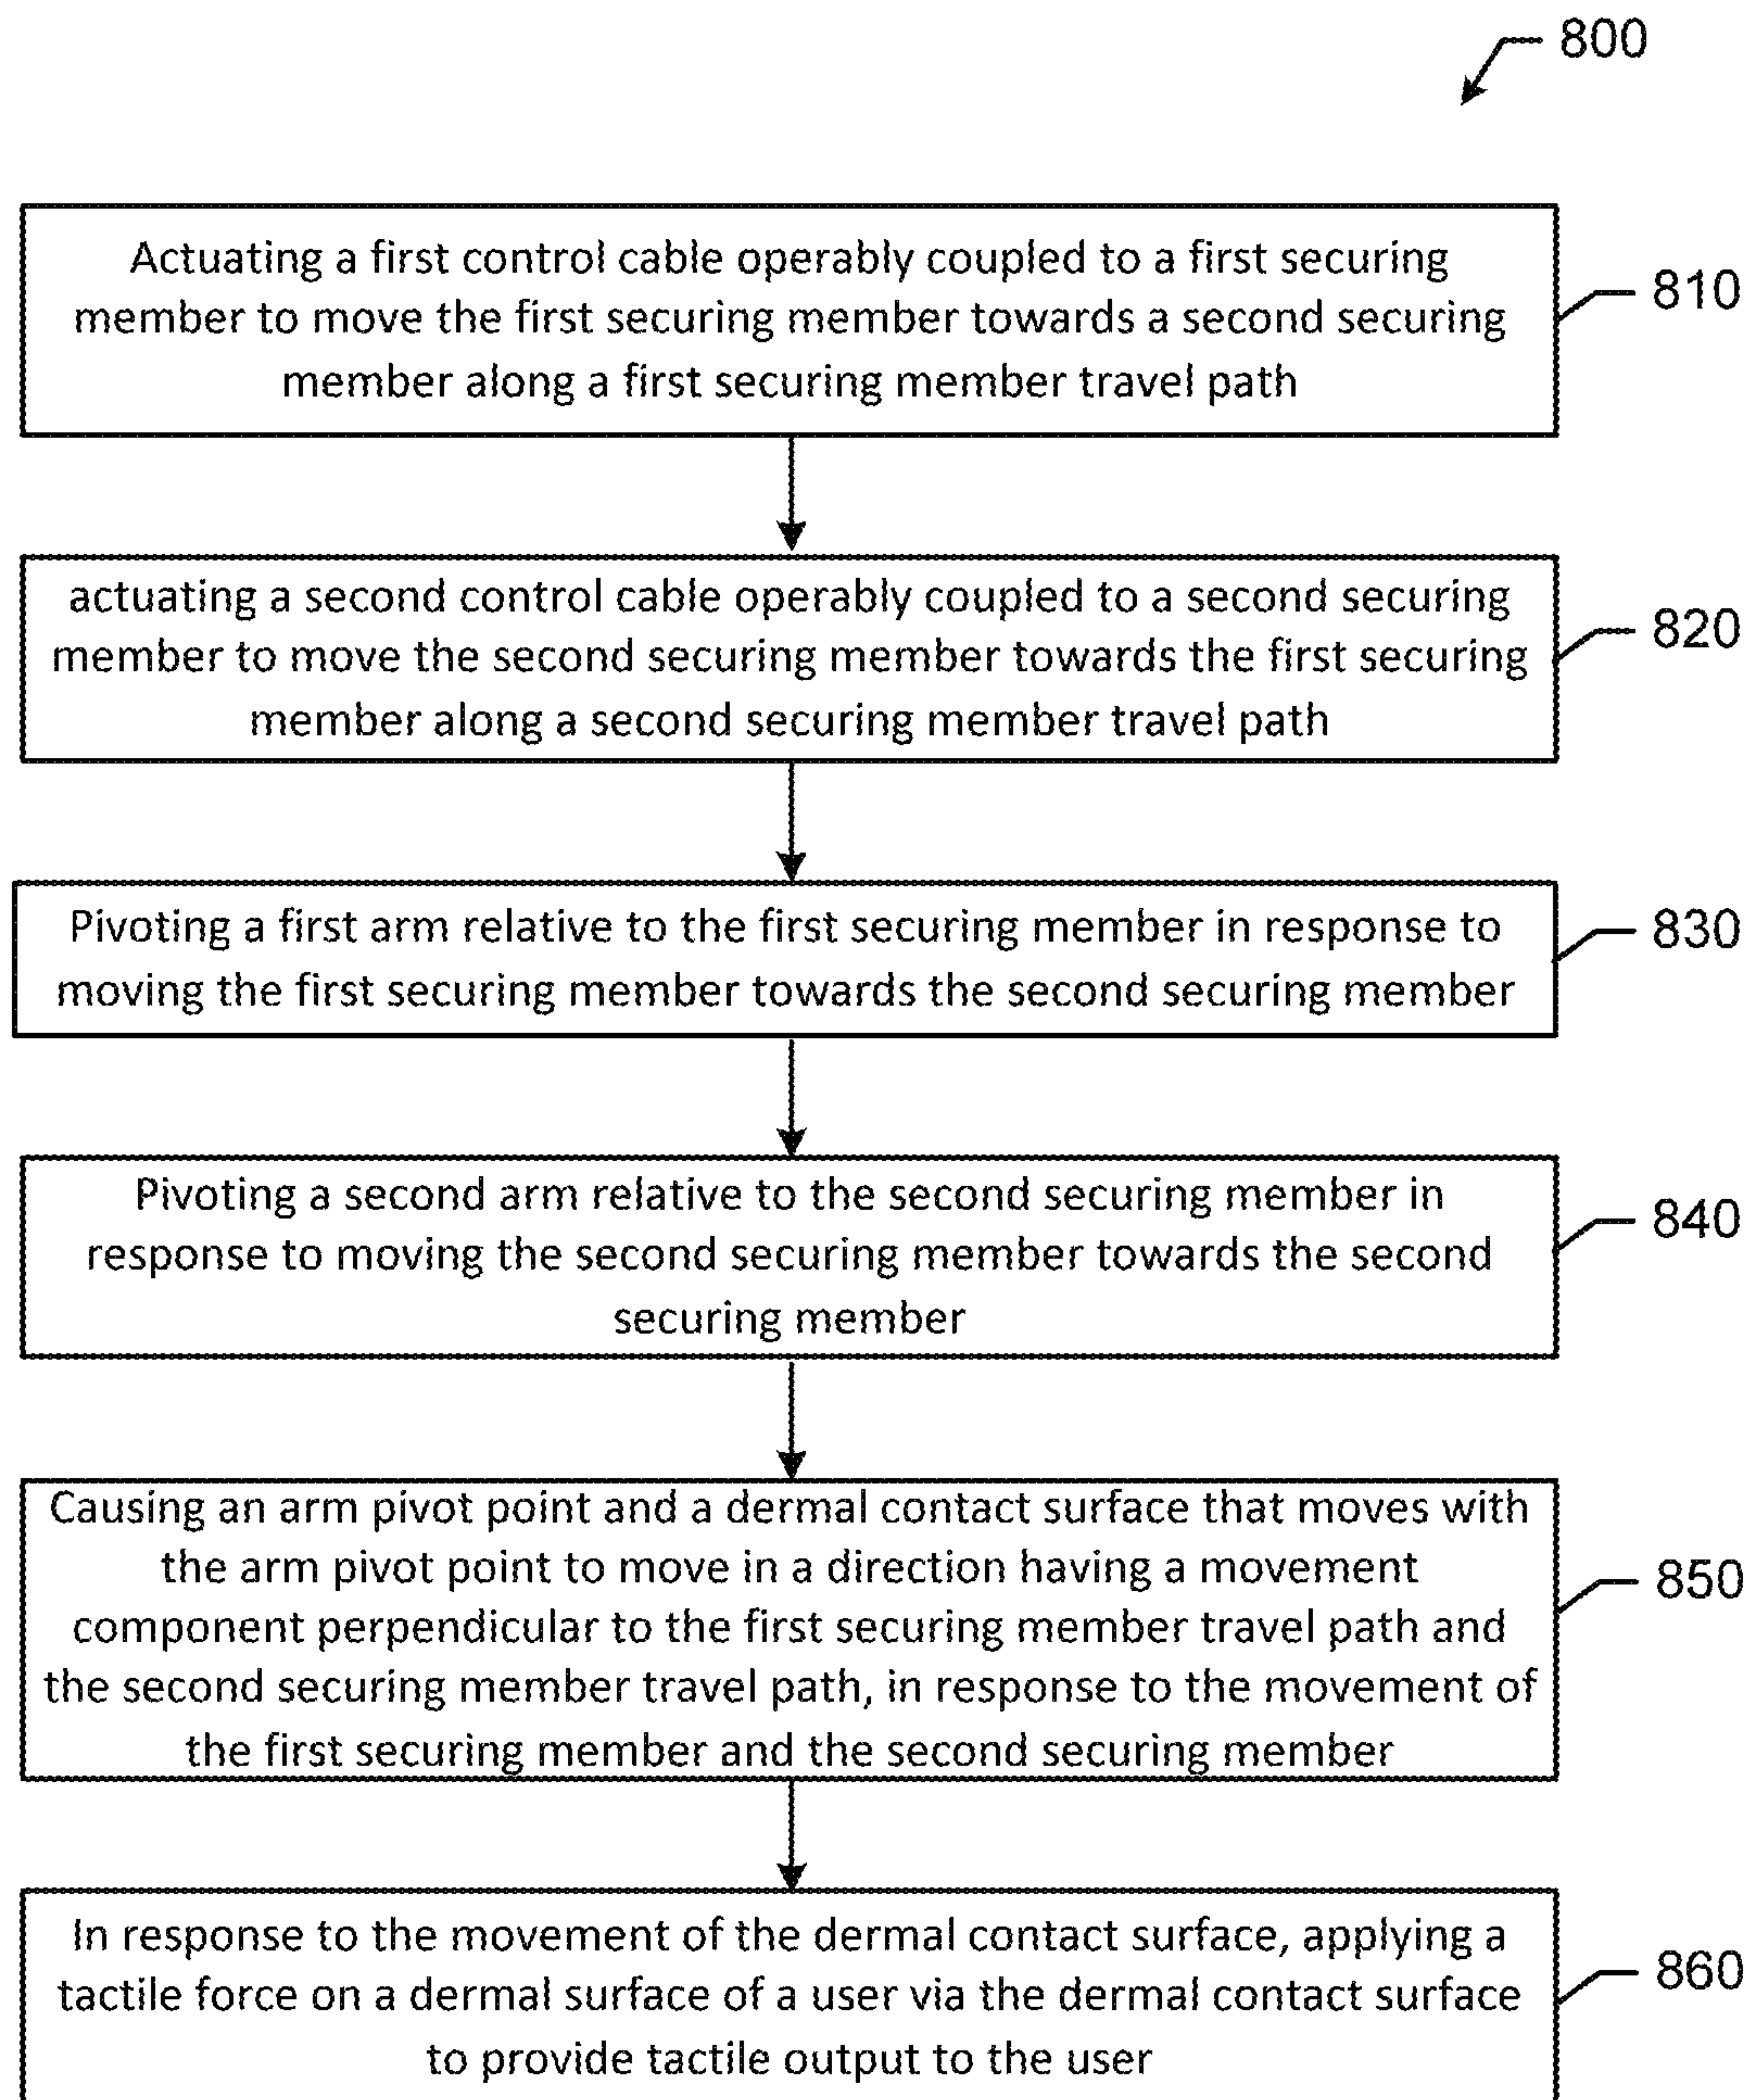 800
Actuating a first control cable operably coupled to a first securing
member to move the first securing member towards a second securing
member along a first securing member travel path
810
actuating a second control cable operably coupled to a second securing
member to move the second securing member towards the first securing
member along a second securing member travel path
820
Pivoting a first arm relative to the first securing member in response to
moving the first securing member towards the second securing member
830
Pivoting a second arm relative to the second securing member in
response to moving the second securing member towards the second
securing member
840
Causing an arm pivot point and a dermal contact surface that moves with
the arm pivot point to move in a direction having a movement
component perpendicular to the first securing member travel path and
the second securing member travel path, in response to the movement of
the first securing member and the second securing member
850
In response to the movement of the dermal contact surface, applying a
tactile force on a dermal surface of a user via the dermal contact surface
to provide tactile output to the user
860